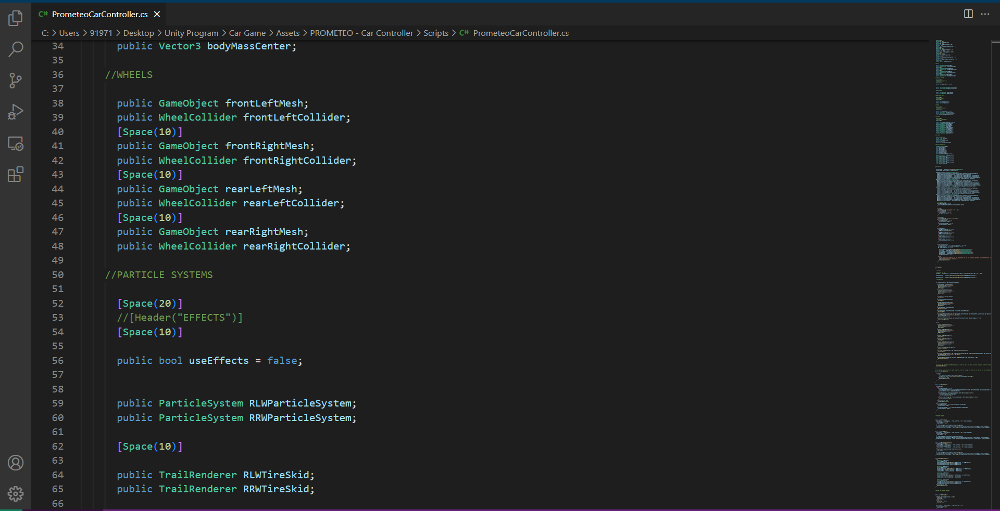 C# PrometeoCarController.cs
C: > Users > 91971 > Desktop > Unity Program > Car Game > Assets > PROMETEO - Car Controller > Scripts > C# PrometeoCarController.cs
34 public Vector3 bodyMassCenter;
35
36 //WHEELS
37
38 public GameObject frontLeftMesh;
39 public WheelCollider frontLeftCollider;
40 [Space(10)]
41 public GameObject frontRightMesh;
42 public WheelCollider frontRightCollider;
43 [Space(10)]
44 public GameObject rearLeftMesh;
45 public WheelCollider rearLeftCollider;
46 [Space(10)]
47 public GameObject rearRightMesh;
48 public WheelCollider rearRightCollider;
49
50 //PARTICLE SYSTEMS
51
52 [Space(20)]
53 //[Header("EFFECTS")]
54 [Space(10)]
55
56 public bool useEffects = false;
57
58
59 public ParticleSystem RLWParticleSystem;
60 public ParticleSystem RRWParticleSystem;
61
62 [Space(10)]
63
64 public TrailRenderer RLWTireSkid;
65 public TrailRenderer RRWTireSkid;
66